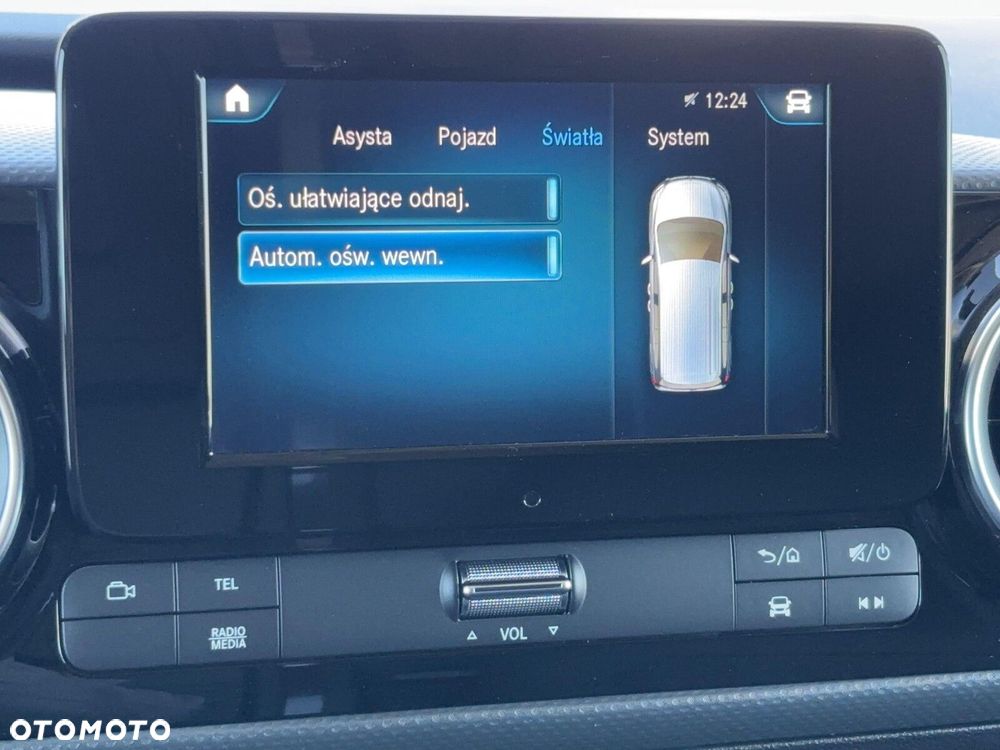 12:24
Asysta Pojazd Światła System
Oś. ułatwiające odnaj.
Autom. ośw. wewn.
TEL
RADIO
MEDIA
VOL
OTOMOTO